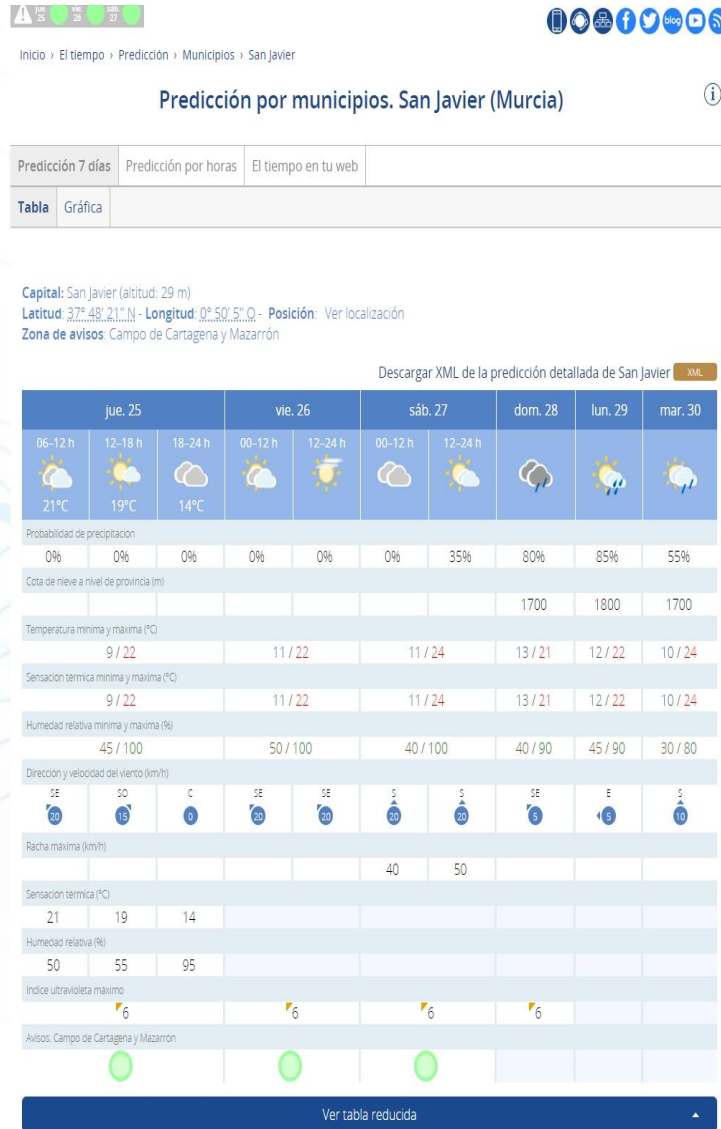 jue. 25 vie. 26 sáb. 27
blog
Inicio › El tiempo › Predicción › Municipios › San Javier
Predicción por municipios. San Javier (Murcia)
Predicción 7 días Predicción por horas El tiempo en tu web
Tabla Gráfica
Capital: San Javier (altitud: 29 m)
Latitud: 37° 48' 21'' N - Longitud: 0° 50' 5'' O - Posición: Ver localización
Zona de avisos: Campo de Cartagena y Mazarrón
Descargar XML de la predicción detallada de San Javier XML
jue. 25 vie. 26 sáb. 27 dom. 28 lun. 29 mar. 30
06–12 h 12–18 h 18–24 h 00–12 h 12–24 h 00–12 h 12–24 h
21°C 19°C 14°C
Probabilidad de precipitación
0% 0% 0% 0% 0% 0% 35% 80% 85% 55%
Cota de nieve a nivel de provincia (m)
1700 1800 1700
Temperatura mínima y máxima (°C)
9 / 22 11 / 22 11 / 24 13 / 21 12 / 22 10 / 24
Sensación térmica mínima y máxima (°C)
9 / 22 11 / 22 11 / 24 13 / 21 12 / 22 10 / 24
Humedad relativa mínima y máxima (%)
45 / 100 50 / 100 40 / 100 40 / 90 45 / 90 30 / 80
Dirección y velocidad del viento (km/h)
SE SO C SE SE S S SE E S
20 15 0 20 20 20 20 5 5 10
Racha máxima (km/h)
40 50
Sensación térmica (°C)
21 19 14
Humedad relativa (%)
50 55 95
Indice ultravioleta máximo
6 6 6 6
Avisos. Campo de Cartagena y Mazarrón
Ver tabla reducida